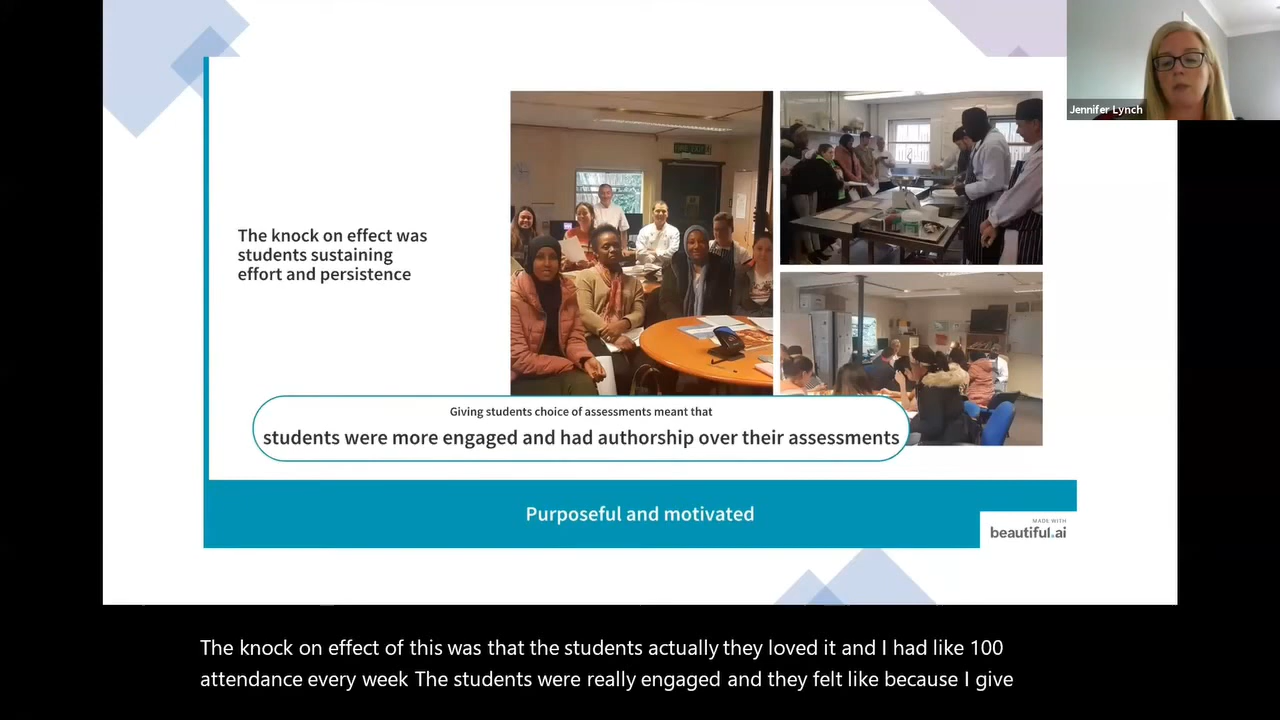 Jennifer Lynch
The knock on effect was
students sustaining
effort and persistence
Giving students choice of assessments meant that
students were more engaged and had authorship over their assessments
Purposeful and motivated
MADE WITH
beautiful.ai
The knock on effect of this was that the students actually they loved it and I had like 100
attendance every week The students were really engaged and they felt like because I give